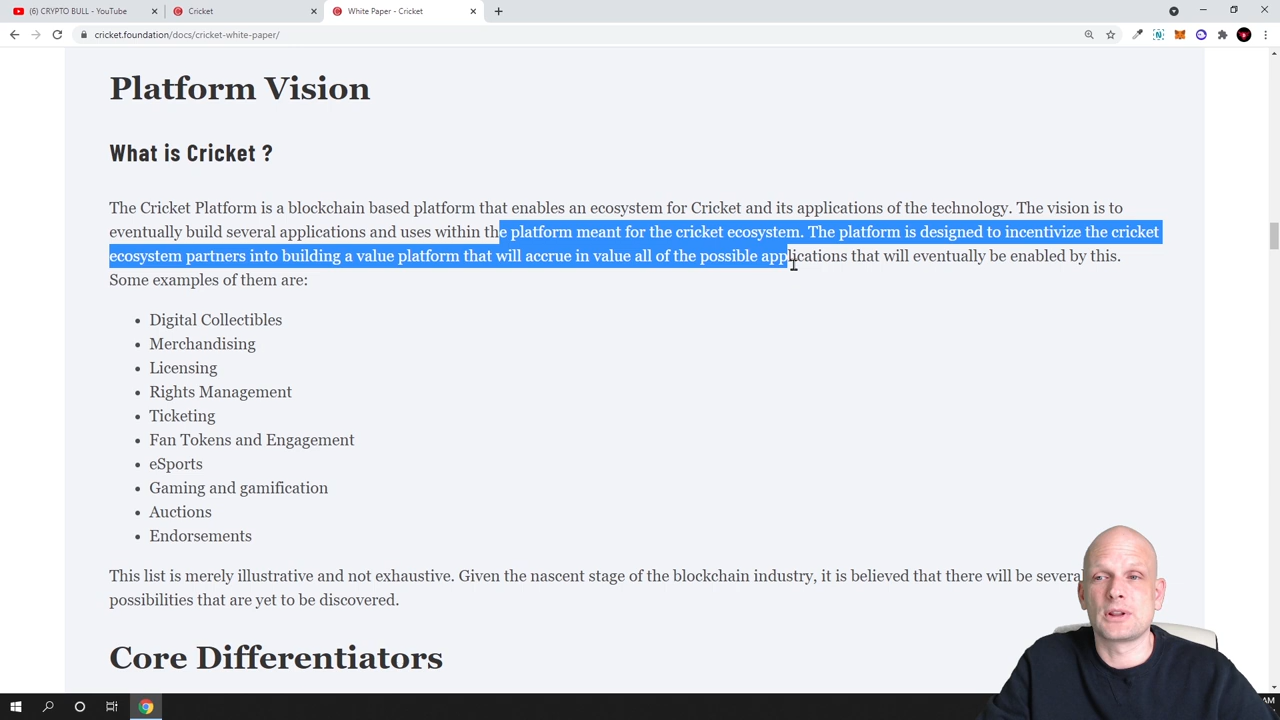 (6) CRYPTO BULL - YouTube
Cricket
White Paper - Cricket
cricket.foundation/docs/cricket-white-paper/
Platform Vision
What is Cricket ?
The Cricket Platform is a blockchain based platform that enables an ecosystem for Cricket and its applications of the technology. The vision is to
eventually build several applications and uses within the platform meant for the cricket ecosystem. The platform is designed to incentivize the cricket
ecosystem partners into building a value platform that will accrue in value all of the possible applications that will eventually be enabled by this.
Some examples of them are:
• Digital Collectibles
• Merchandising
• Licensing
• Rights Management
• Ticketing
• Fan Tokens and Engagement
• eSports
• Gaming and gamification
• Auctions
• Endorsements
This list is merely illustrative and not exhaustive. Given the nascent stage of the blockchain industry, it is believed that there will be several
possibilities that are yet to be discovered.
Core Differentiators
AM